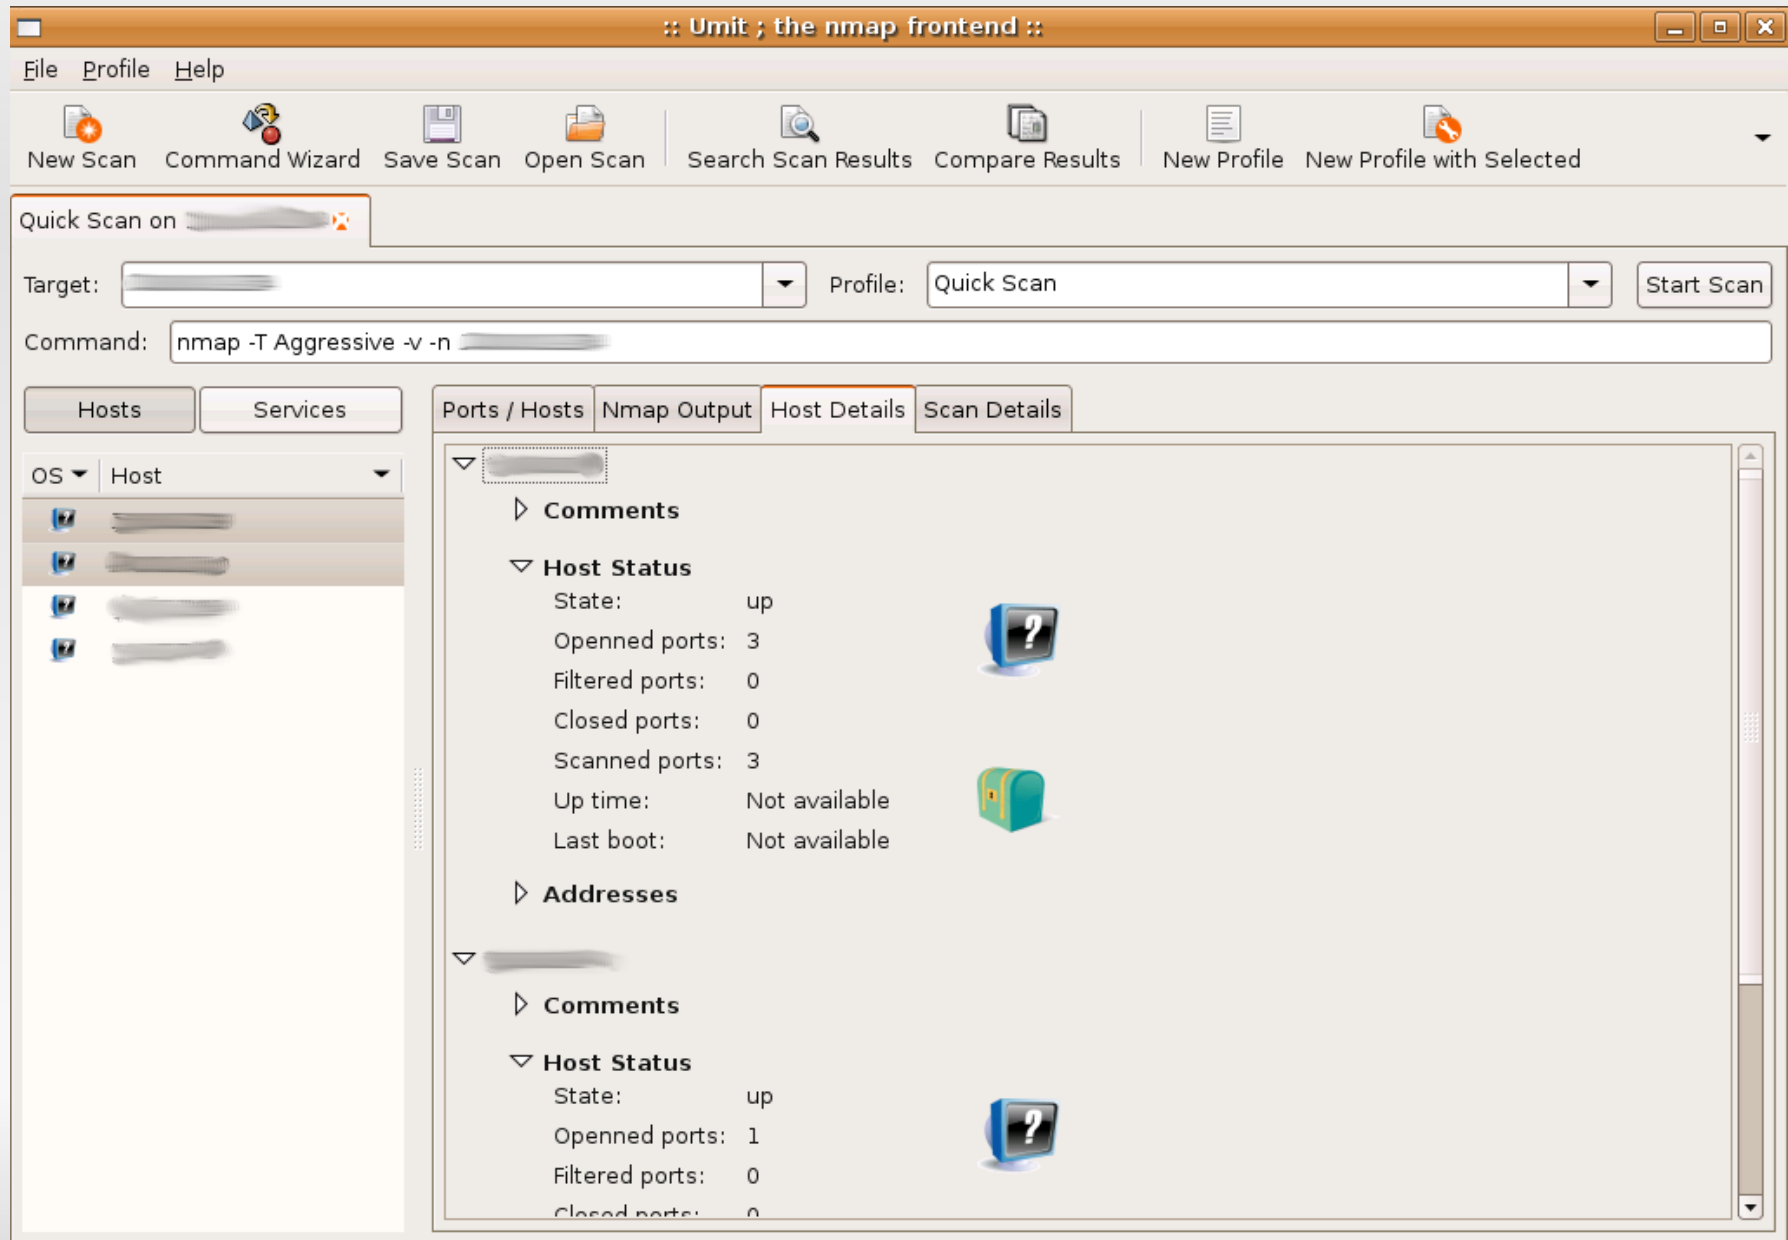 :: Umit ; the nmap frontend ::
File Profile Help
New Scan Command Wizard Save Scan Open Scan Search Scan Results Compare Results New Profile New Profile with Selected
Quick Scan on
Target: Profile: Quick Scan Start Scan
Command: nmap -T Aggressive -v -n
Hosts Services
Ports / Hosts Nmap Output Host Details Scan Details
OS Host
Comments
Host Status
State: up
Openned ports: 3
Filtered ports: 0
Closed ports: 0
Scanned ports: 3
Up time: Not available
Last boot: Not available
Addresses
Comments
Host Status
State: up
Openned ports: 1
Filtered ports: 0
Closed ports: 0